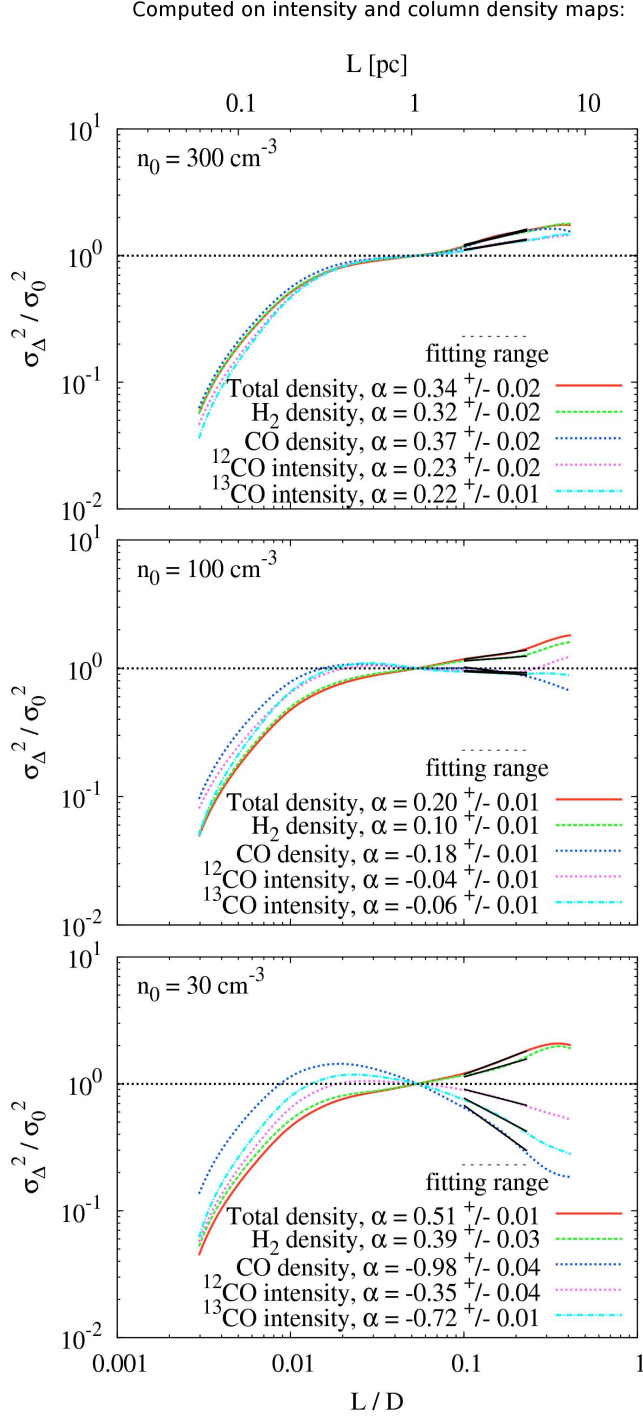 Computed on intensity and column density maps:
L [pc]
0.1 1 10
10^1
n_0 = 300 cm^-3
10^0
σ_Δ^2 / σ_0^2
fitting range
10^-1
Total density, α = 0.34 +/- 0.02
H_2 density, α = 0.32 +/- 0.02
CO density, α = 0.37 +/- 0.02
^12CO intensity, α = 0.23 +/- 0.02
^13CO intensity, α = 0.22 +/- 0.01
10^-2
10^1
n_0 = 100 cm^-3
10^0
σ_Δ^2 / σ_0^2
fitting range
10^-1
Total density, α = 0.20 +/- 0.01
H_2 density, α = 0.10 +/- 0.01
CO density, α = -0.18 +/- 0.01
^12CO intensity, α = -0.04 +/- 0.01
^13CO intensity, α = -0.06 +/- 0.01
10^-2
10^1
n_0 = 30 cm^-3
10^0
σ_Δ^2 / σ_0^2
fitting range
10^-1
Total density, α = 0.51 +/- 0.01
H_2 density, α = 0.39 +/- 0.03
CO density, α = -0.98 +/- 0.04
^12CO intensity, α = -0.35 +/- 0.04
^13CO intensity, α = -0.72 +/- 0.01
10^-2
0.001 0.01 0.1 1
L / D